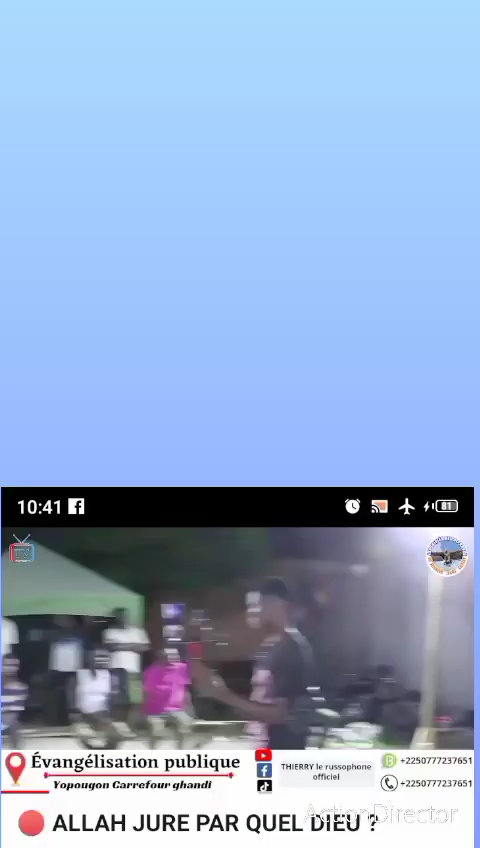 10:41
81
Évangélisation publique
Yopougon Carrefour ghandi
THIERRY le russophone
officiel
+2250777237651
+2250777237651
ALLAH JURE PAR QUEL DIEU ?
ActionDirector